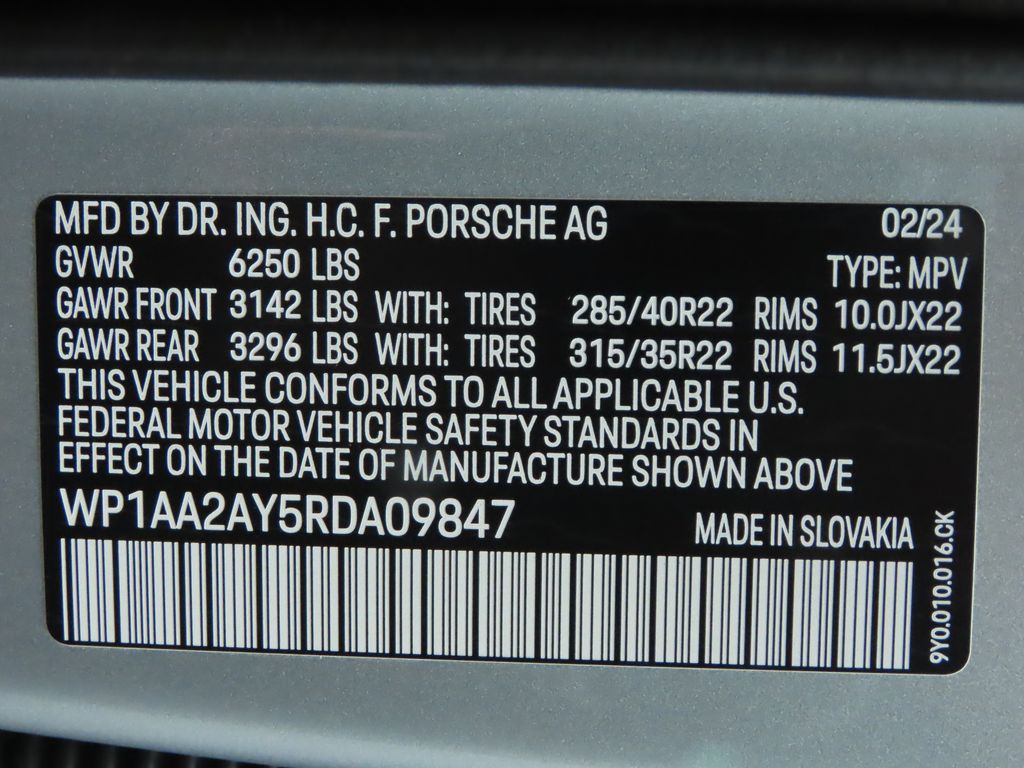 MFD BY DR. ING. H.C. F. PORSCHE AG 02/24
GVWR 6250 LBS TYPE: MPV
GAWR FRONT 3142 LBS WITH: TIRES 285/40R22 RIMS 10.0JX22
GAWR REAR 3296 LBS WITH: TIRES 315/35R22 RIMS 11.5JX22
THIS VEHICLE CONFORMS TO ALL APPLICABLE U.S.
FEDERAL MOTOR VEHICLE SAFETY STANDARDS IN
EFFECT ON THE DATE OF MANUFACTURE SHOWN ABOVE
WP1AA2AY5RDA09847 MADE IN SLOVAKIA
9Y0.010.016.CK